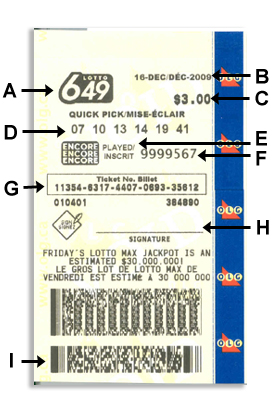 LOTTO
649
16-DEC/DÉC-2009
$3.00
QUICK PICK/MISE-ÉCLAIR
07 10 13 14 19 41
ENCORE
ENCORE
ENCORE
PLAYED/
INSCRIT
9999567
Ticket No. Billet
11354-6317-4407-0693-35612
010401 384890
SIGN
SIGNEZ
SIGNATURE
FRIDAY'S LOTTO MAX JACKPOT IS AN
ESTIMATED $30.000.000!
LE GROS LOT DE LOTTO MAX DE
VENDREDI EST ESTIMÉ A 30 000 000
OLG
OLG
OLG
OLG
OLG
A
B
C
D
E
F
G
H
I